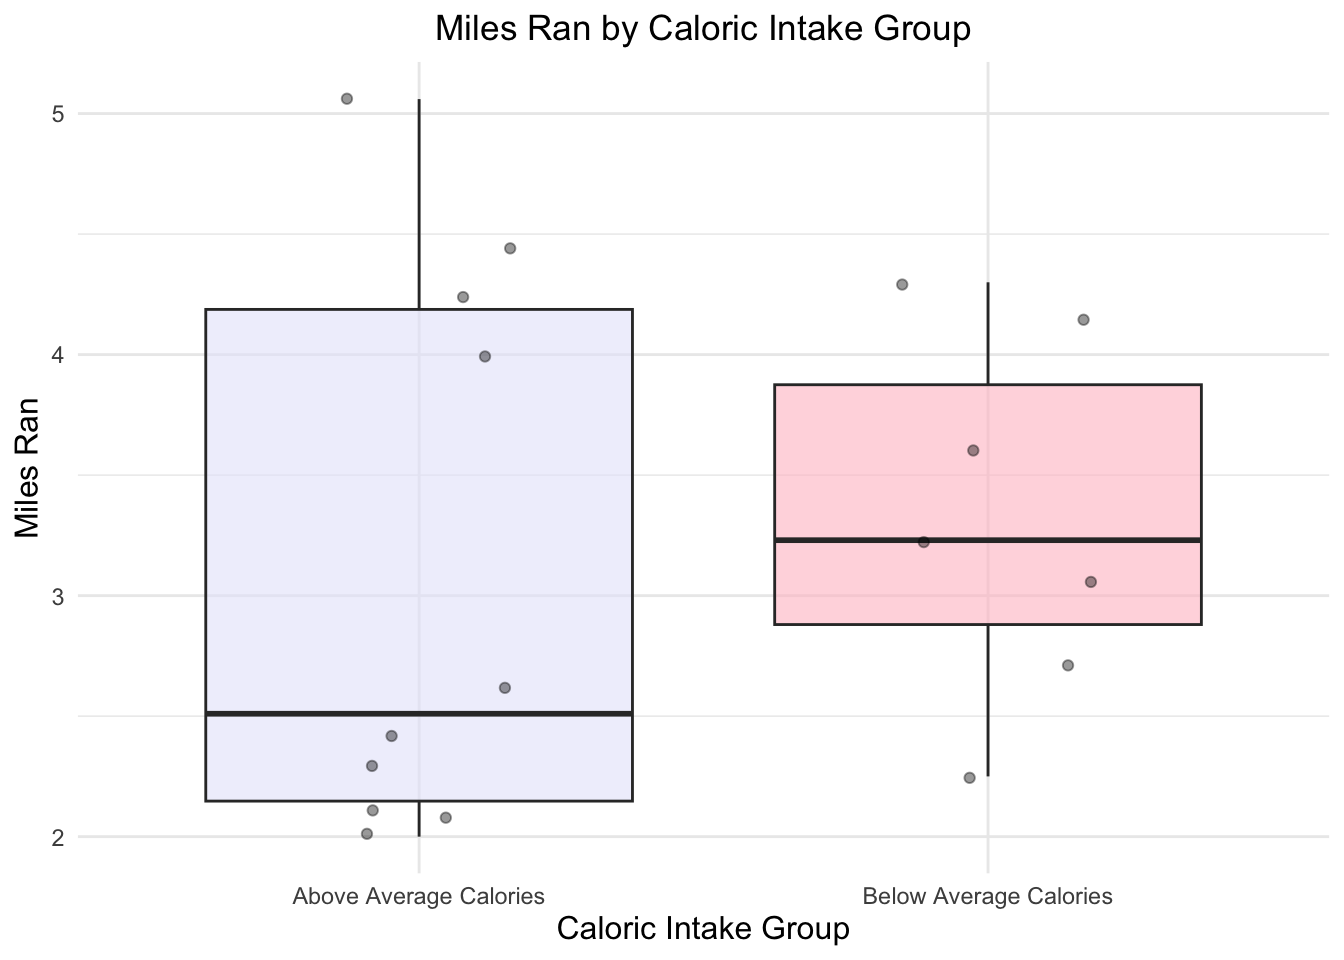 Miles Ran by Caloric Intake Group
Miles Ran
5
4
3
2
Above Average Calories
Below Average Calories
Caloric Intake Group